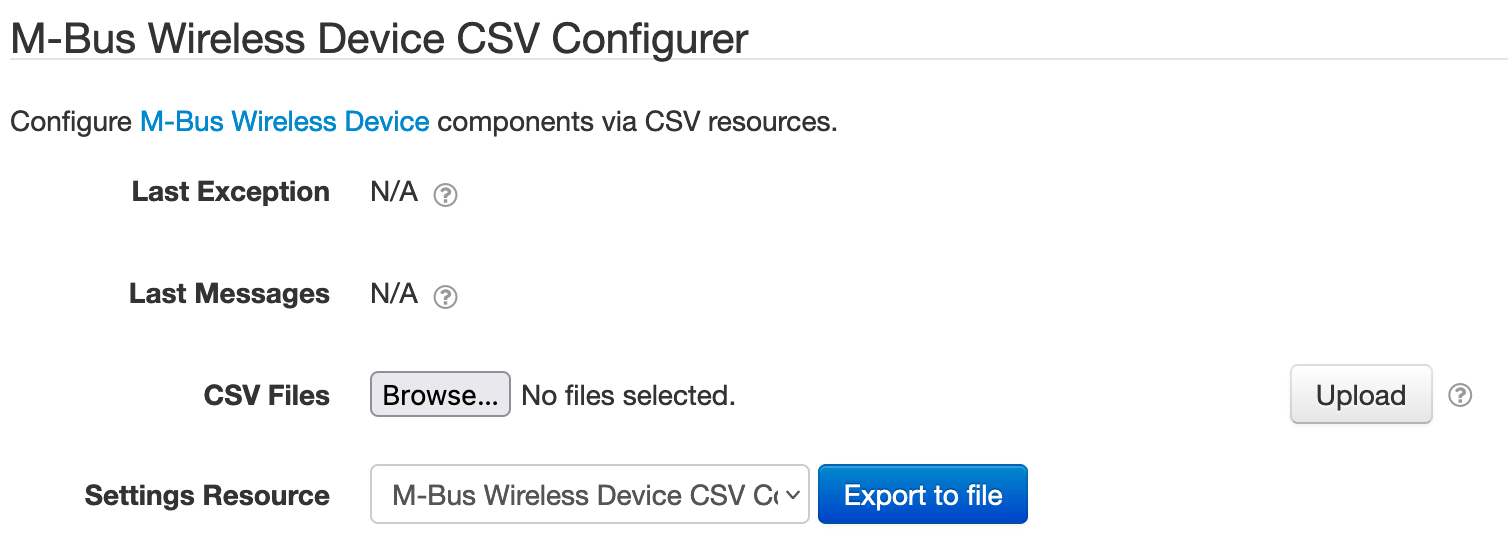 M-Bus Wireless Device CSV Configurer
Configure M-Bus Wireless Device components via CSV resources.
Last Exception N/A ?
Last Messages N/A ?
CSV Files Browse... No files selected. Upload ?
Settings Resource M-Bus Wireless Device CSV Export to file